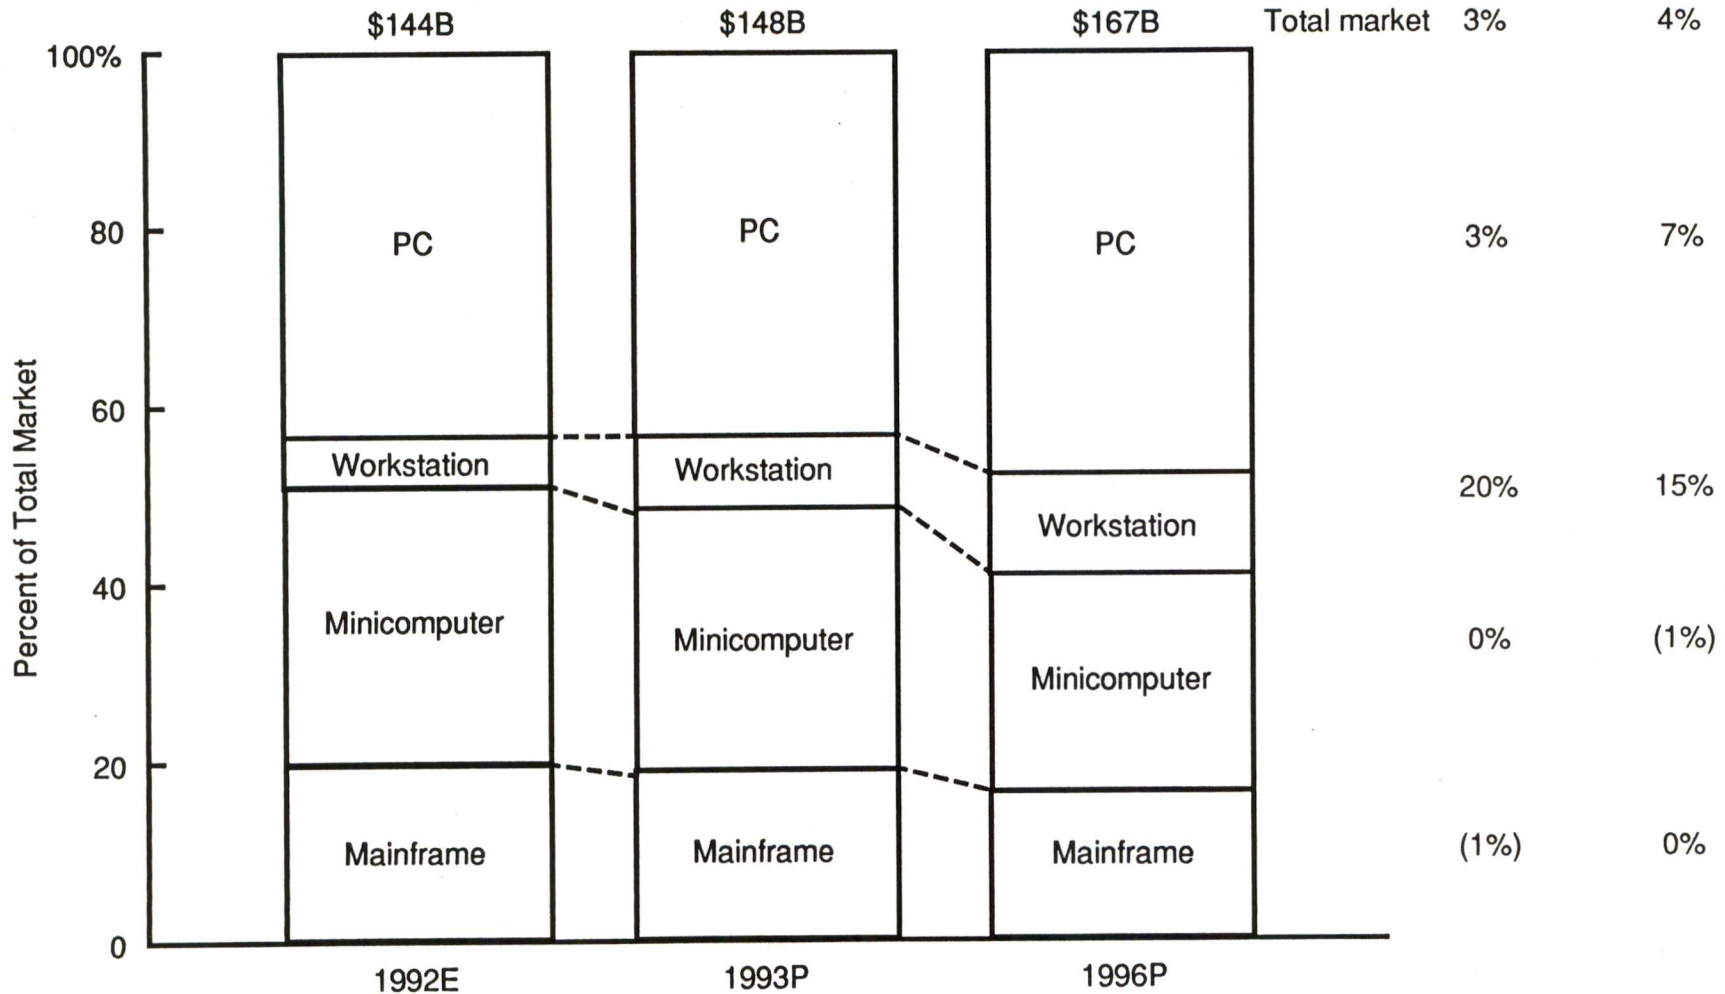 $144B $148B $167B Total market 3% 4%
100%
PC PC PC
80 3% 7%
60
Workstation Workstation Workstation 20% 15%
40
Minicomputer Minicomputer Minicomputer 0% (1%)
20
Mainframe Mainframe Mainframe (1%) 0%
0
1992E 1993P 1996P
Percent of Total Market